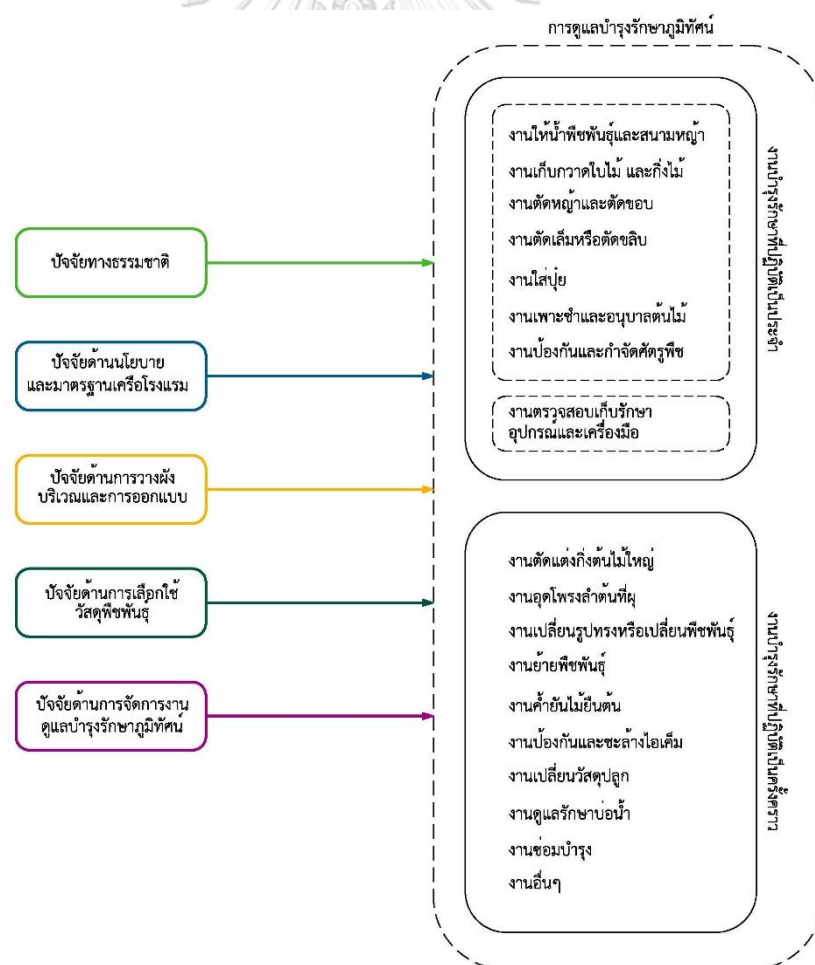 การดูแลบำรุงรักษาภูมิทัศน์
ปัจจัยทางธรรมชาติ
ปัจจัยด้านนโยบาย
และมาตรฐานเครือโรงแรม
ปัจจัยด้านการวางผัง
บริเวณและการออกแบบ
ปัจจัยด้านการเลือกใช้
วัสดุพืชพันธุ์
ปัจจัยด้านการจัดการงาน
ดูแลบำรุงรักษาภูมิทัศน์
งานให้น้ำพืชพันธุ์และสนามหญ้า
งานเก็บกวาดใบไม้ และกิ่งไม้
งานตัดหญ้าและตัดขอบ
งานตัดเล็มหรือตัดขลิบ
งานใส่ปุ๋ย
งานเพาะชำและอนุบาลต้นไม้
งานป้องกันและกำจัดศัตรูพืช
งานตรวจสอบเก็บรักษา
อุปกรณ์และเครื่องมือ
งานบำรุงรักษาที่ปฏิบัติเป็นประจำ
งานตัดแต่งกิ่งต้นไม้ใหญ่
งานอุดโพรงลำต้นที่ผุ
งานเปลี่ยนรูปทรงหรือเปลี่ยนพืชพันธุ์
งานย้ายพืชพันธุ์
งานค้ำยันไม้ยืนต้น
งานป้องกันและชะล้างไอเค็ม
งานเปลี่ยนวัสดุปลูก
งานดูแลรักษาบ่อน้ำ
งานซ่อมบำรุง
งานอื่นๆ
งานบำรุงรักษาที่ปฏิบัติเป็นครั้งคราว